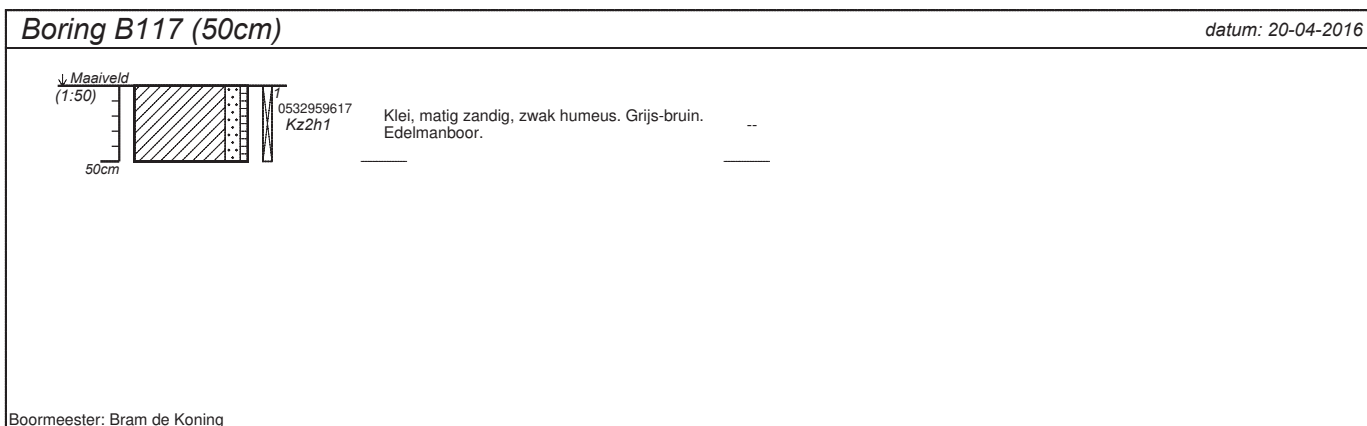 Boring B117 (50cm)
datum: 20-04-2016
Maaiveld
(1:50)
1
0532959617
Kz2h1
Klei, matig zandig, zwak humeus. Grijs-bruin.
Edelmanboor.
--
50cm
Boormeester: Bram de Koning